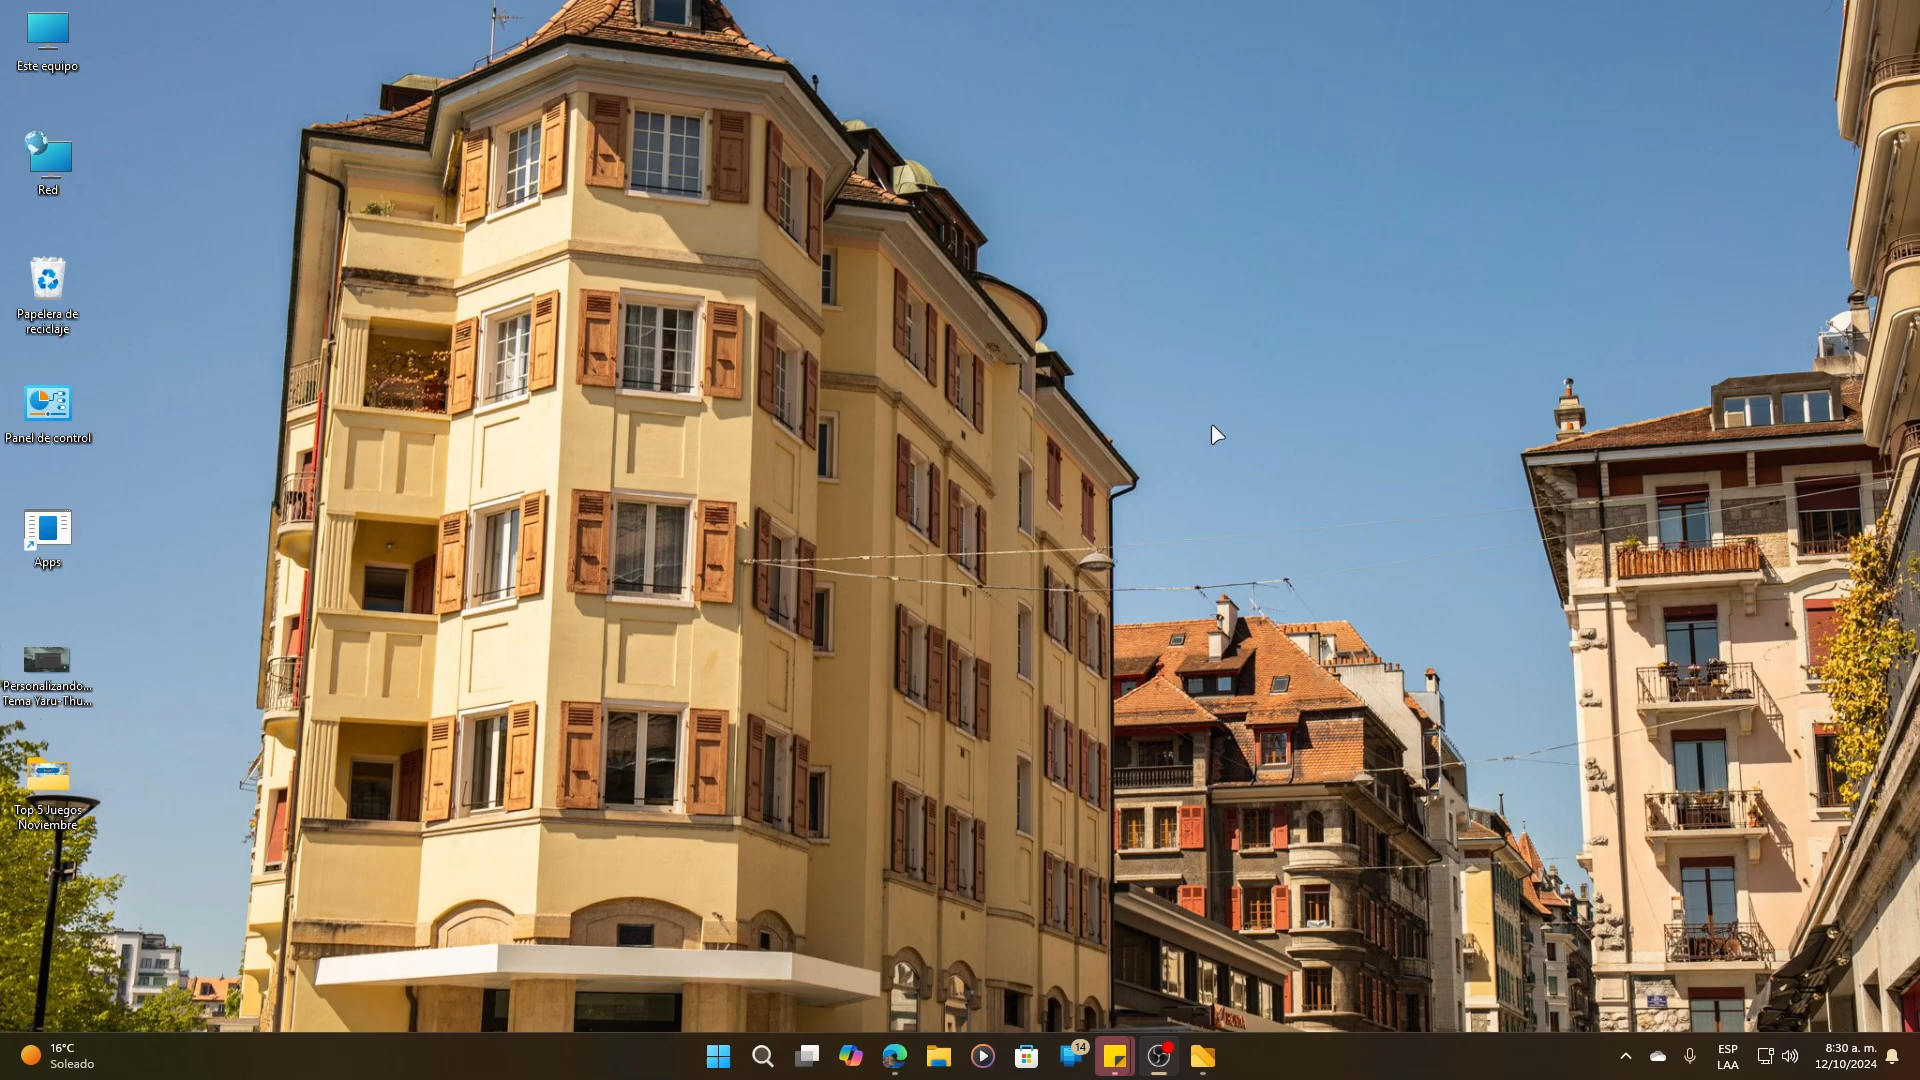 Este equipo
Red
Papelera de
reciclaje
Panel de control
Apps
Personalizando...
Tema Yaru-Thu...
Top 5 Juegos
Noviembre
16°C
Soleado
14
ESP
LAA
8:30 a. m.
12/10/2024